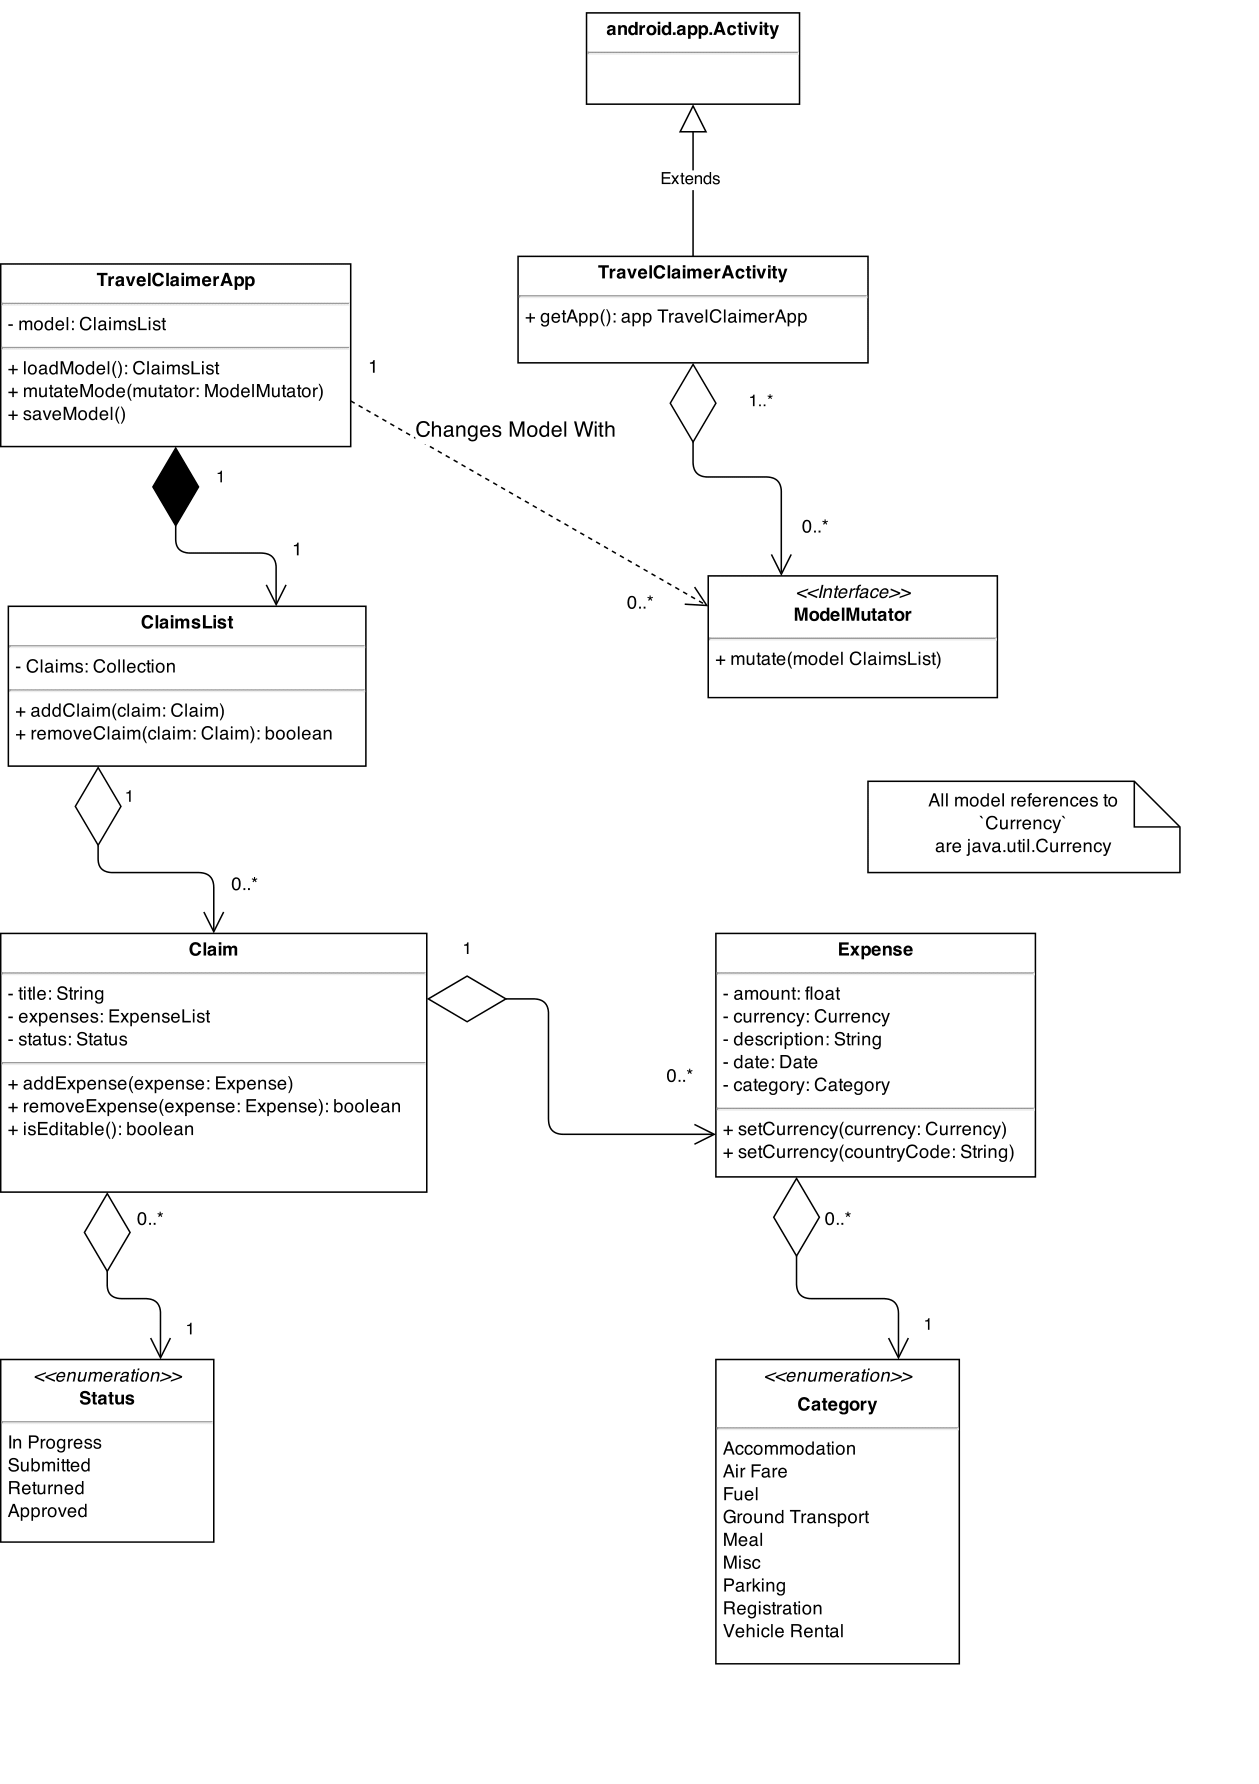 android.app.Activity
Extends
TravelClaimerApp
- model: ClaimsList
+ loadModel(): ClaimsList
+ mutateMode(mutator: ModelMutator)
+ saveModel()
TravelClaimerActivity
+ getApp(): app TravelClaimerApp
1
Changes Model With
0..*
1..*
0..*
1
1
<<Interface>>
ModelMutator
+ mutate(model ClaimsList)
ClaimsList
- Claims: Collection
+ addClaim(claim: Claim)
+ removeClaim(claim: Claim): boolean
1
0..*
All model references to
`Currency`
are java.util.Currency
Claim
- title: String
- expenses: ExpenseList
- status: Status
+ addExpense(expense: Expense)
+ removeExpense(expense: Expense): boolean
+ isEditable(): boolean
1
0..*
Expense
- amount: float
- currency: Currency
- description: String
- date: Date
- category: Category
+ setCurrency(currency: Currency)
+ setCurrency(countryCode: String)
0..*
1
0..*
1
<<enumeration>>
Status
In Progress
Submitted
Returned
Approved
<<enumeration>>
Category
Accommodation
Air Fare
Fuel
Ground Transport
Meal
Misc
Parking
Registration
Vehicle Rental